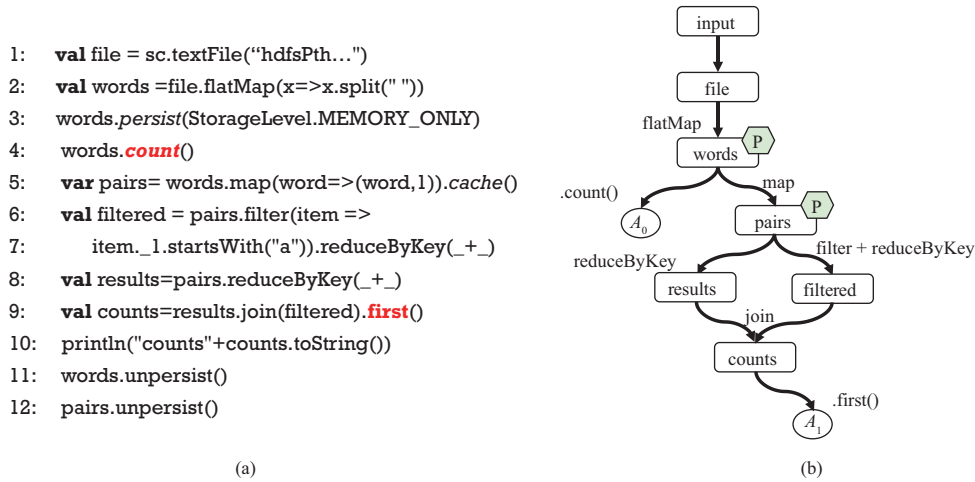 1: val file = sc.textFile(“hdfsPth…")
2: val words =file.flatMap(x=>x.split(" "))
3: words.persist(StorageLevel.MEMORY_ONLY)
4: words.count()
5: var pairs= words.map(word=>(word,1)).cache()
6: val filtered = pairs.filter(item =>
7: item._1.startsWith("a")).reduceByKey(_+_)
8: val results=pairs.reduceByKey(_+_)
9: val counts=results.join(filtered).first()
10: println("counts"+counts.toString())
11: words.unpersist()
12: pairs.unpersist()
(a)
input
file
flatMap
P
words
.count()
map
A0
P
pairs
reduceByKey
filter + reduceByKey
results
filtered
join
counts
.first()
A1
(b)